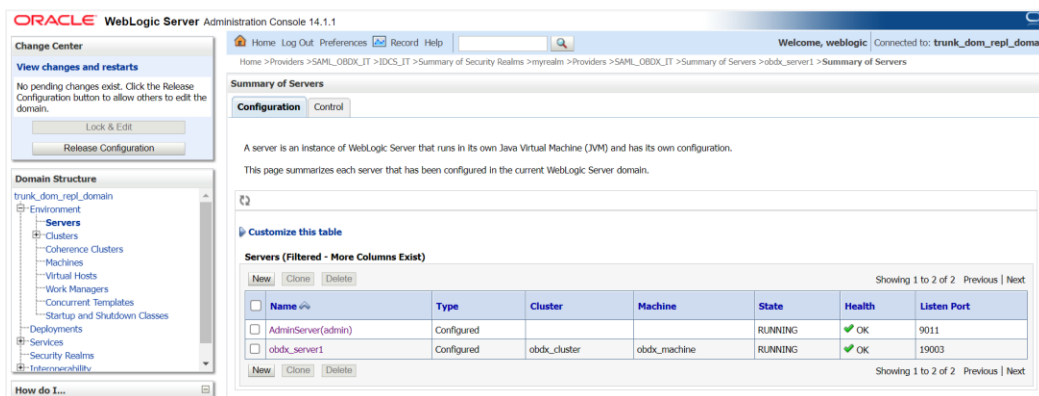 ORACLE WebLogic Server Administration Console 14.1.1
Change Center
View changes and restarts
No pending changes exist. Click the Release
Configuration button to allow others to edit the
domain.
Lock & Edit
Release Configuration
Domain Structure
trunk_dom_repl_domain
Environment
Servers
Clusters
Coherence Clusters
Machines
Virtual Hosts
Work Managers
Concurrent Templates
Startup and Shutdown Classes
Deployments
Services
Security Realms
Interoperability
How do I...
Home Log Out Preferences Record Help
Welcome, weblogic Connected to: trunk_dom_repl_doma
Home >Providers >SAML_OBDX_IT >IDCS_IT >Summary of Security Realms >myrealm >Providers >SAML_OBDX_IT >Summary of Servers >obdx_server1 >Summary of Servers
Summary of Servers
Configuration Control
A server is an instance of WebLogic Server that runs in its own Java Virtual Machine (JVM) and has its own configuration.
This page summarizes each server that has been configured in the current WebLogic Server domain.
Customize this table
Servers (Filtered - More Columns Exist)
New Clone Delete Showing 1 to 2 of 2 Previous | Next
Name Type Cluster Machine State Health Listen Port
AdminServer(admin) Configured RUNNING OK 9011
obdx_server1 Configured obdx_cluster obdx_machine RUNNING OK 19003
New Clone Delete Showing 1 to 2 of 2 Previous | Next